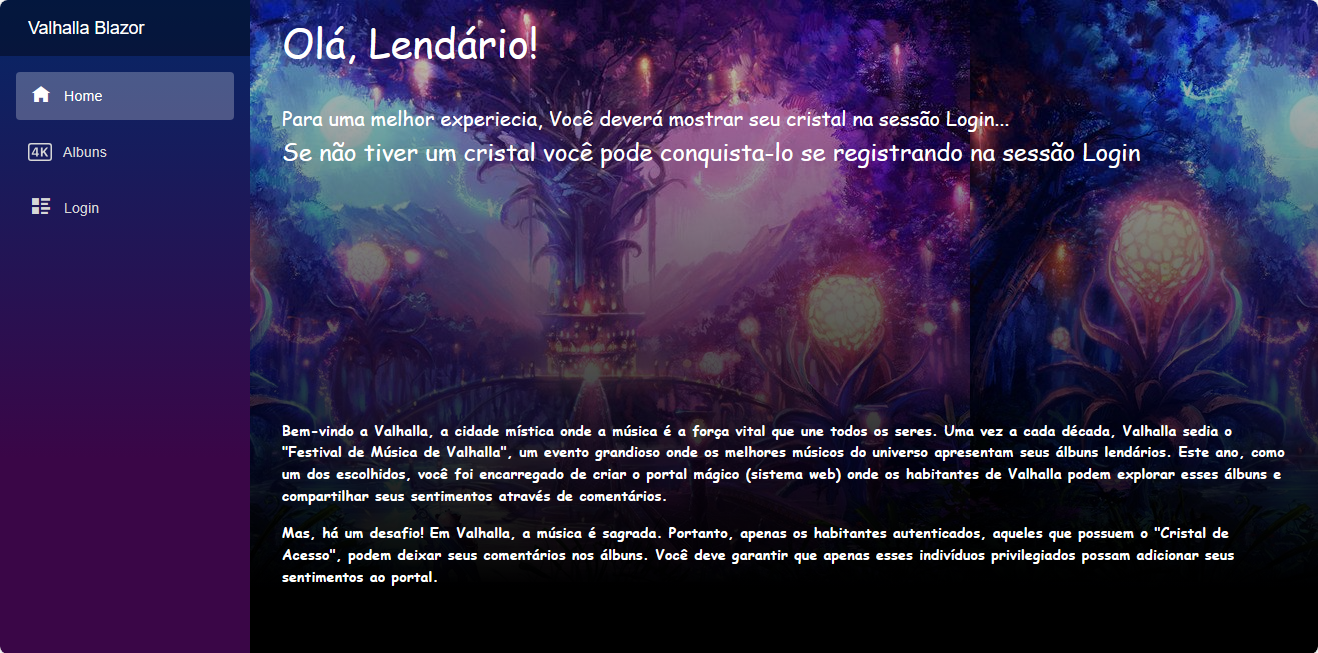 Valhalla Blazor
Home
4K Albuns
Login
Olá, Lendário!
Para uma melhor experiecia, Você deverá mostrar seu cristal na sessão Login...
Se não tiver um cristal você pode conquista-lo se registrando na sessão Login
Bem-vindo a Valhalla, a cidade mística onde a música é a força vital que une todos os seres. Uma vez a cada década, Valhalla sedia o
"Festival de Música de Valhalla", um evento grandioso onde os melhores músicos do universo apresentam seus álbuns lendários. Este ano, como
um dos escolhidos, você foi encarregado de criar o portal mágico (sistema web) onde os habitantes de Valhalla podem explorar esses álbuns e
compartilhar seus sentimentos através de comentários.
Mas, há um desafio! Em Valhalla, a música é sagrada. Portanto, apenas os habitantes autenticados, aqueles que possuem o "Cristal de
Acesso", podem deixar seus comentários nos álbuns. Você deve garantir que apenas esses indivíduos privilegiados possam adicionar seus
sentimentos ao portal.